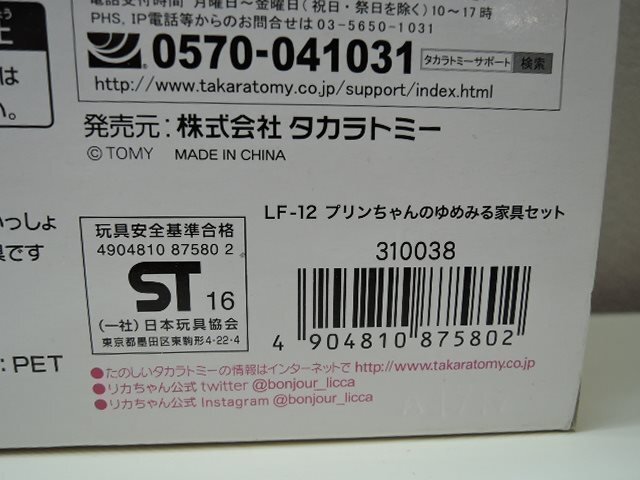 電話受付時間 月曜日〜金曜日(祝日・祭日を除く)10〜17時
PHS, IP電話等からのお問合せは03-5650-1031
0570-041031
タカラトミーサポート 検索
http://www.takaratomy.co.jp/support/index.html
止
は
い。
発売元:株式会社 タカラトミー
©TOMY MADE IN CHINA
LF-12 プリンちゃんのゆめみる家具セット
いっしょ
具です
: PET
玩具安全基準合格
4904810 87580 2
ST 16
(一社)日本玩具協会
東京都墨田区東駒形4-22-4
310038
4 904810 875802
●たのしいタカラトミーの情報はインターネットで http://www.takaratomy.co.jp
●リカちゃん公式 twitter @bonjour_licca
●リカちゃん公式 Instagram @bonjour_licca